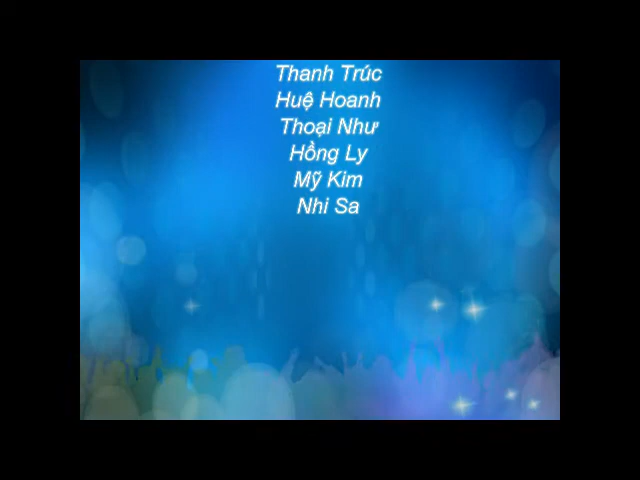 Thanh Trúc
Huệ Hoanh
Thoại Như
Hồng Ly
Mỹ Kim
Nhi Sa